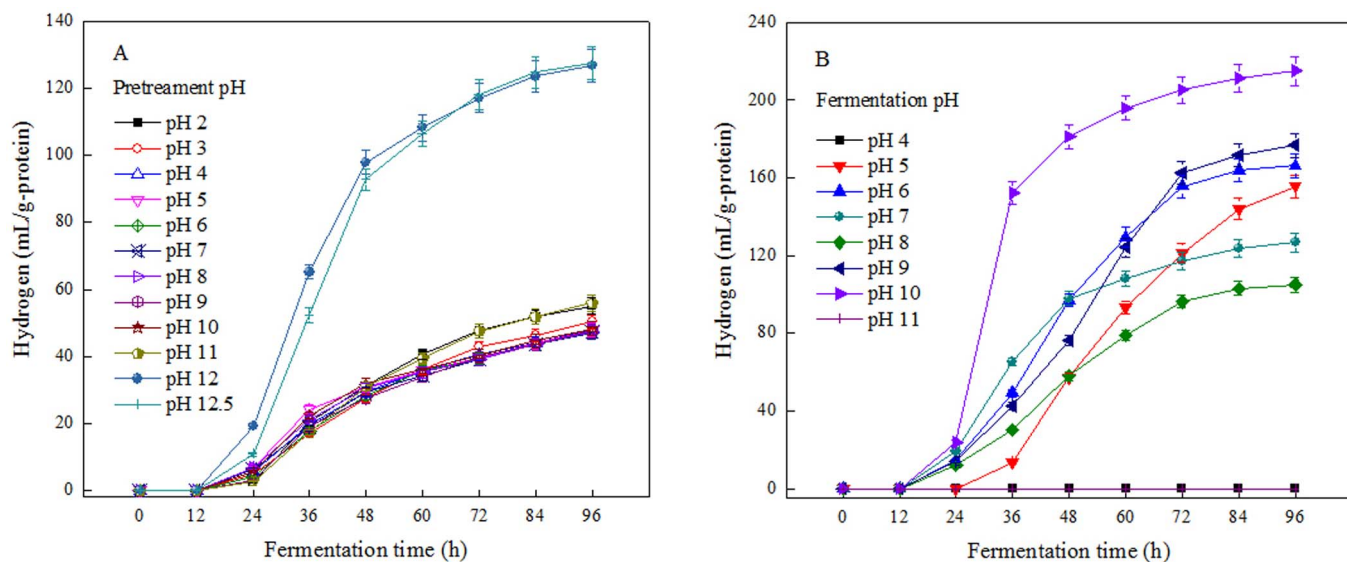 A
Pretreament pH
pH 2
pH 3
pH 4
pH 5
pH 6
pH 7
pH 8
pH 9
pH 10
pH 11
pH 12
pH 12.5
Hydrogen (mL/g-protein)
140
120
100
80
60
40
20
0
0 12 24 36 48 60 72 84 96
Fermentation time (h)
B
Fermentation pH
pH 4
pH 5
pH 6
pH 7
pH 8
pH 9
pH 10
pH 11
Hydrogen (mL/g-protein)
240
200
160
120
80
40
0
0 12 24 36 48 60 72 84 96
Fermentation time (h)